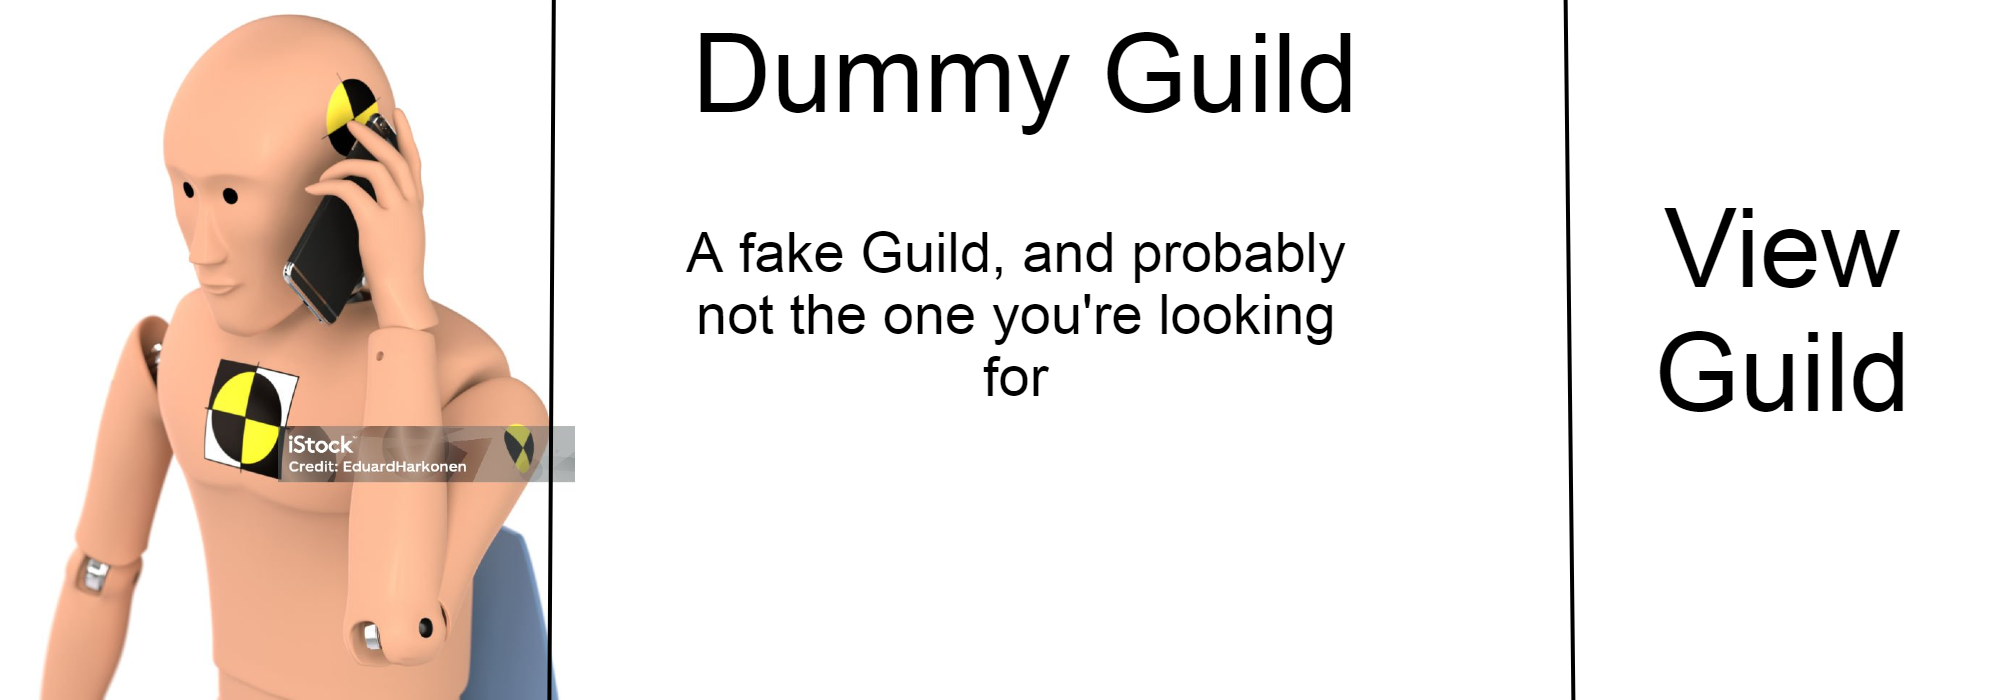 Dummy Guild
A fake Guild, and probably
not the one you're looking
for
View
Guild
iStock
Credit: EduardHarkonen